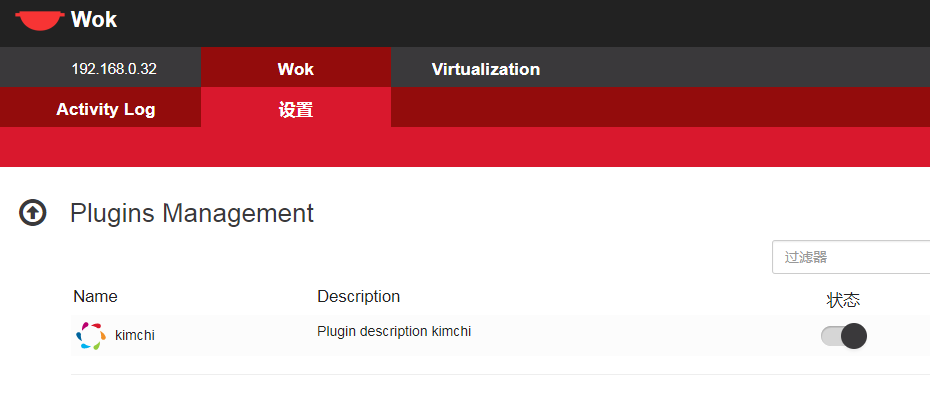 Wok
192.168.0.32 Wok Virtualization
Activity Log 设置
Plugins Management
过滤器
Name Description 状态
kimchi Plugin description kimchi